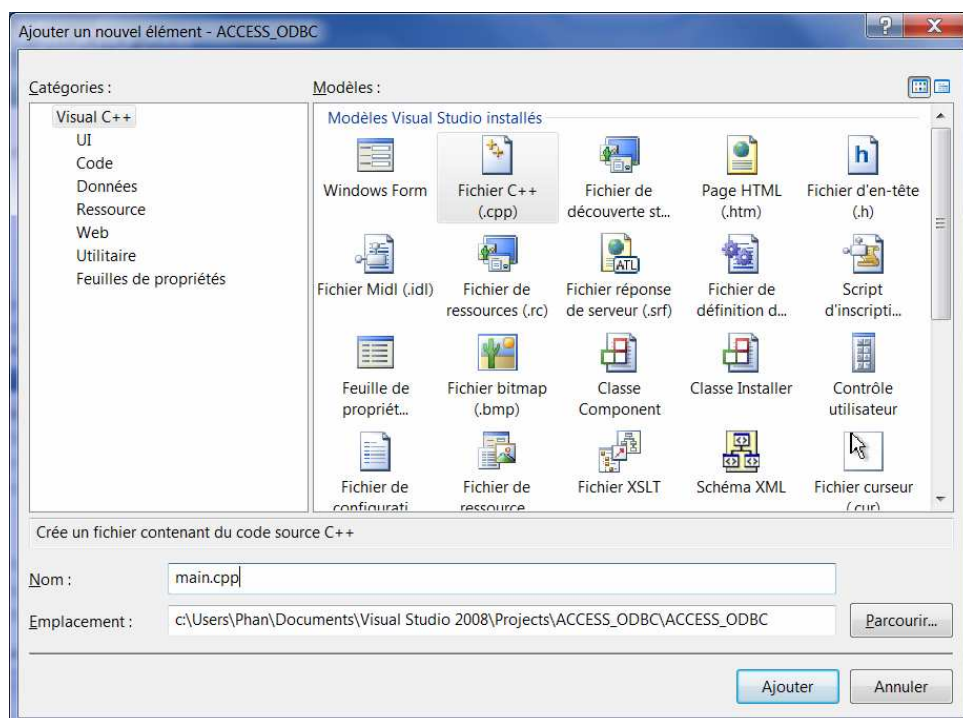 Ajouter un nouvel élément - ACCESS_ODBC
Catégories :
Modèles :
Visual C++
UI
Code
Données
Ressource
Web
Utilitaire
Feuilles de propriétés
Modèles Visual Studio installés
Windows Form
Fichier C++
(.cpp)
Fichier de
découverte st...
Page HTML
(.htm)
Fichier d'en-tête
(.h)
Fichier Midl (.idl)
Fichier de
ressources (.rc)
ATL
Fichier réponse
de serveur (.srf)
Fichier de
définition d...
Script
d'inscripti...
Feuille de
propriét...
Fichier bitmap
(.bmp)
Classe
Component
Classe Installer
Contrôle
utilisateur
Fichier de
configurati
Fichier de
ressource
Fichier XSLT
Schéma XML
Fichier curseur
(.cur)
Crée un fichier contenant du code source C++
Nom :
main.cpp
Emplacement :
c:\Users\Phan\Documents\Visual Studio 2008\Projects\ACCESS_ODBC\ACCESS_ODBC
Parcourir...
Ajouter
Annuler